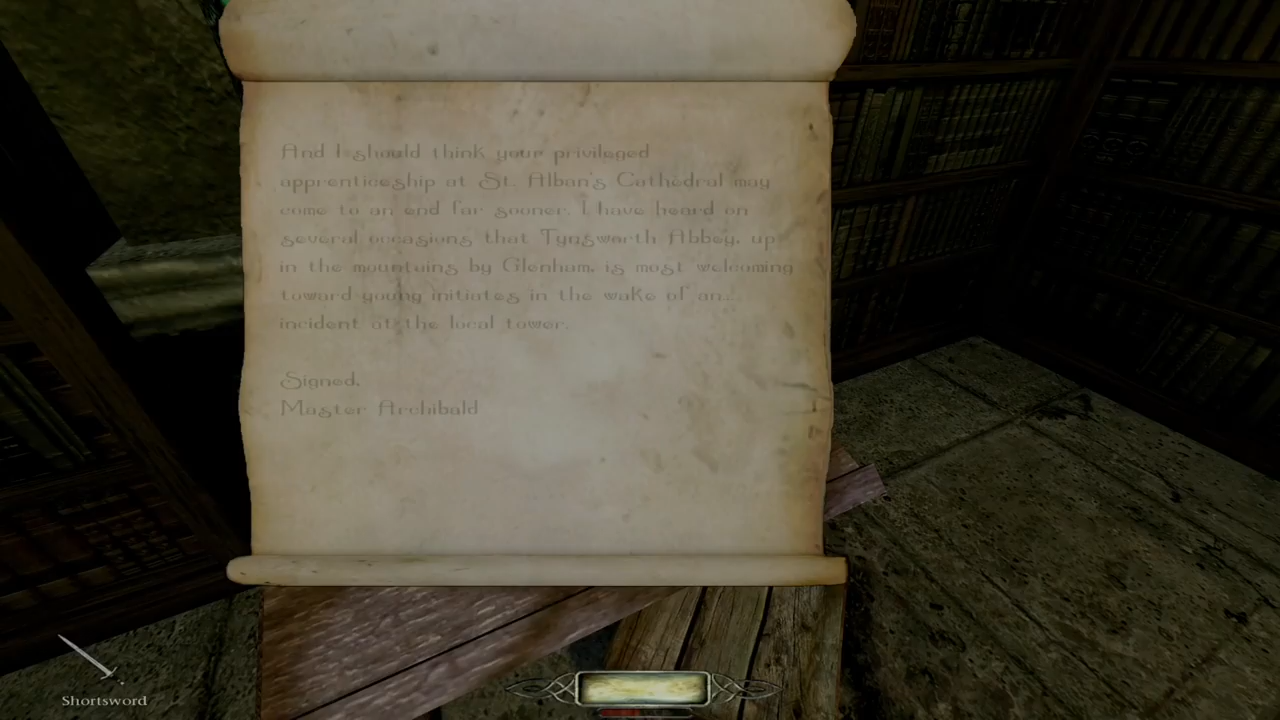 And I should think your privileged
apprenticeship at St. Alban's Cathedral may
come to an end far sooner. I have heard on
several occasions that Tynsworth Abbey, up
in the mountains by Glenham, is most welcoming
toward young initiates in the wake of an...
incident at the local tower.
Signed,
Master Archibald
Shortsword